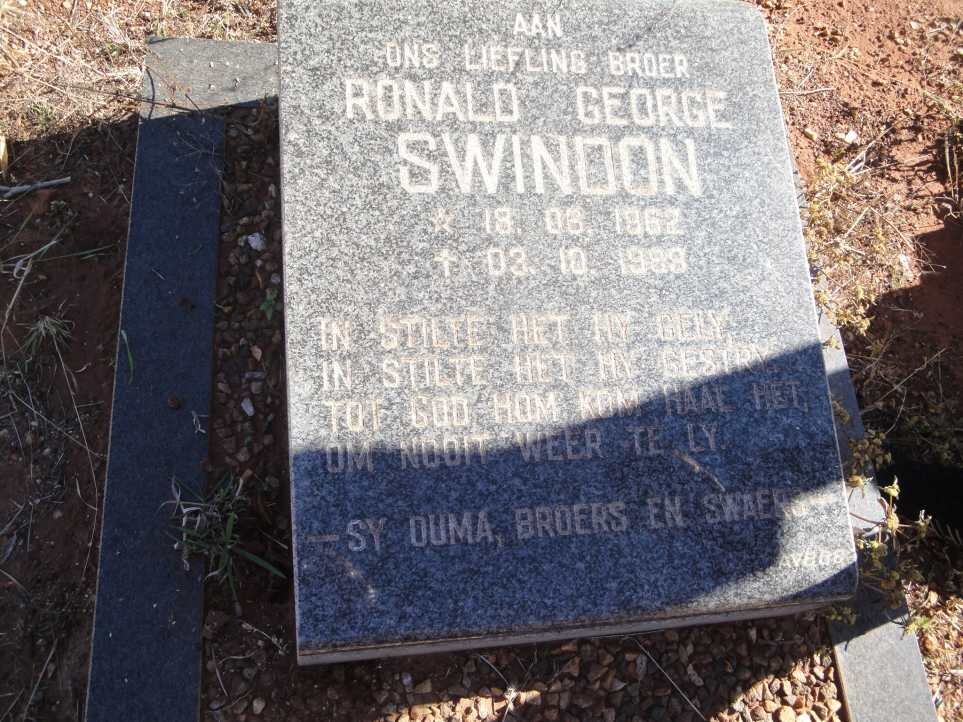 AAN
ONS LIEFLING BROER
RONALD GEORGE
SWINDON
☆ 18. 06. 1962
† 03. 10. 1988
IN STILTE HET HY GELY,
IN STILTE HET HY GESTRY,
TOT GOD HOM KOM HAAL HET,
OM NOOIT WEER TE LY.
— SY OUMA, BROERS EN SWAERS —